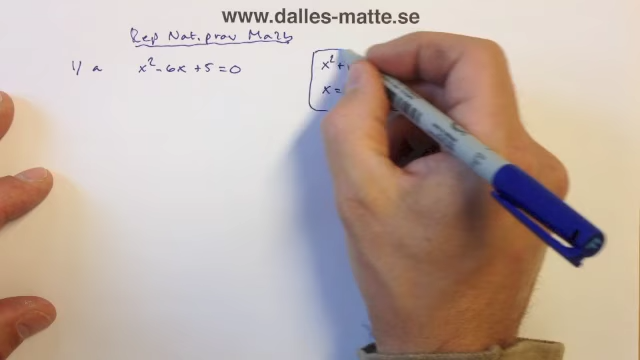 www.dalles-matte.se
Rep Nat.prov Ma2b
1/ a x² - 6x + 5 = 0
x² +
x =